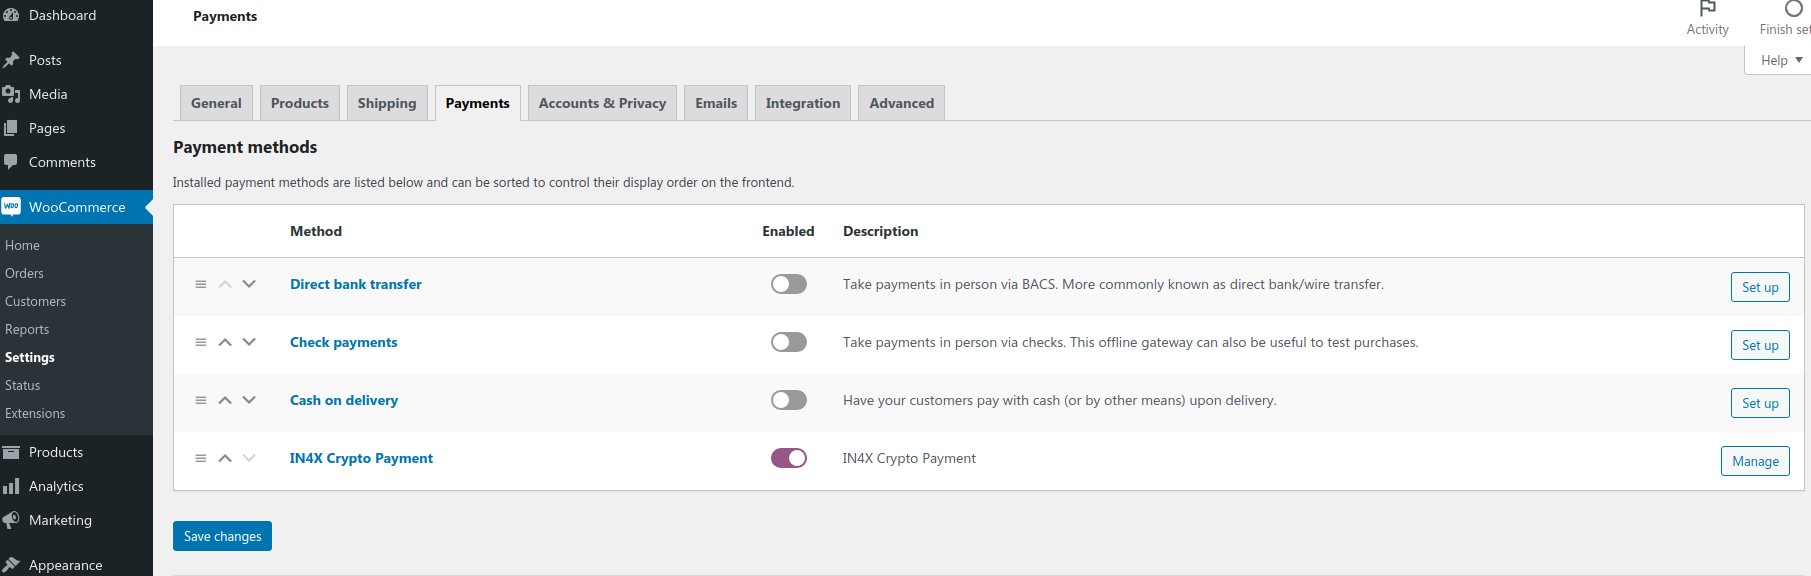 Dashboard
Posts
Media
Pages
Comments
woo WooCommerce
Home
Orders
Customers
Reports
Settings
Status
Extensions
Products
Analytics
Marketing
Appearance
Payments
Activity
Finish set
Help
General Products Shipping Payments Accounts & Privacy Emails Integration Advanced
Payment methods
Installed payment methods are listed below and can be sorted to control their display order on the frontend.
Method Enabled Description
Direct bank transfer Take payments in person via BACS. More commonly known as direct bank/wire transfer. Set up
Check payments Take payments in person via checks. This offline gateway can also be useful to test purchases. Set up
Cash on delivery Have your customers pay with cash (or by other means) upon delivery. Set up
IN4X Crypto Payment IN4X Crypto Payment Manage
Save changes